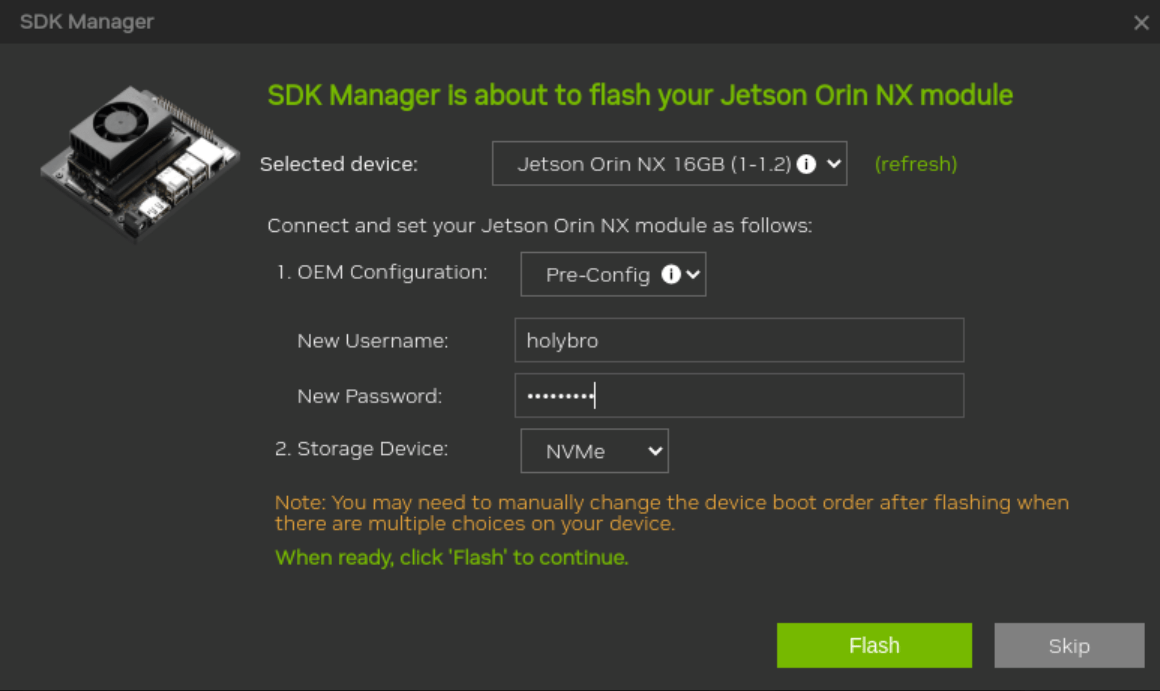 SDK Manager
SDK Manager is about to flash your Jetson Orin NX module
Selected device: Jetson Orin NX 16GB (1-1.2) (refresh)
Connect and set your Jetson Orin NX module as follows:
1. OEM Configuration: Pre-Config
New Username: holybro
New Password: •••••••••
2. Storage Device: NVMe
Note: You may need to manually change the device boot order after flashing when
there are multiple choices on your device.
When ready, click 'Flash' to continue.
Flash Skip